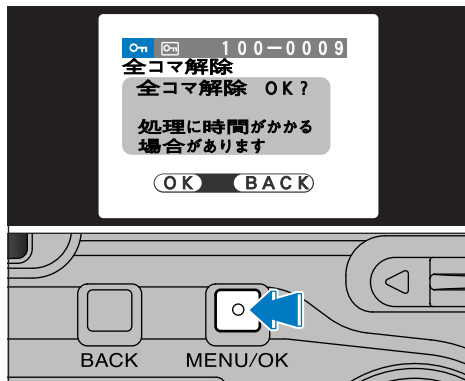 100-0009
全コマ解除
全コマ解除 OK?
処理に時間がかかる
場合があります
OK BACK
BACK MENU/OK